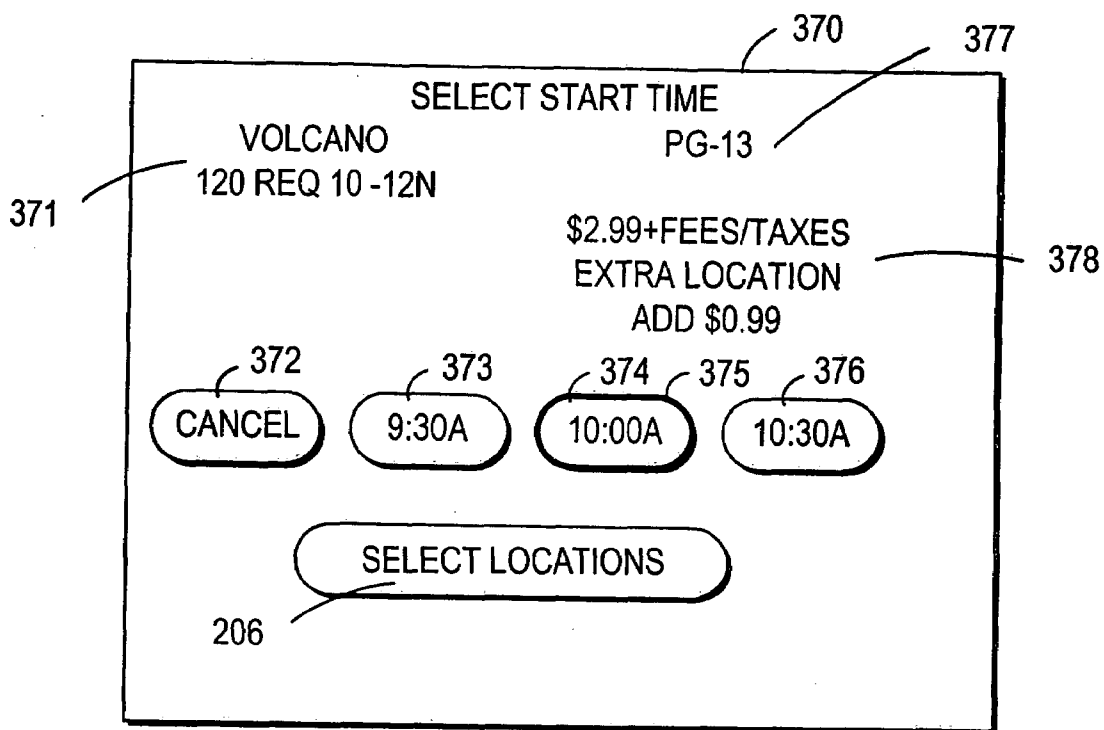 370
377
SELECT START TIME
VOLCANO
PG-13
120 REQ 10 -12N
371
$2.99+FEES/TAXES
378
EXTRA LOCATION
ADD $0.99
372
373
374
375
376
CANCEL
9:30A
10:00A
10:30A
SELECT LOCATIONS
206